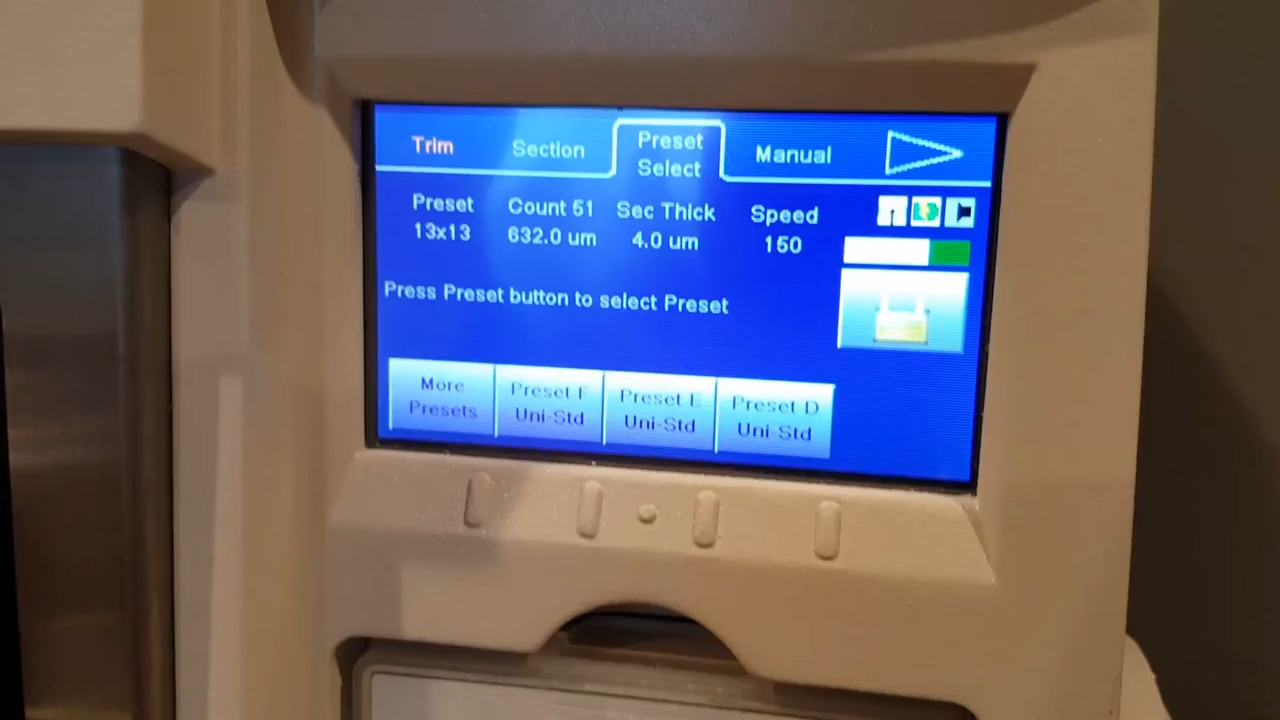 Trim
Section
Preset
Select
Manual
Preset
13x13
Count 51
632.0 um
Sec Thick
4.0 um
Speed
150
Press Preset button to select Preset
More
Presets
Preset F
Uni-Std
Preset E
Uni-Std
Preset D
Uni-Std